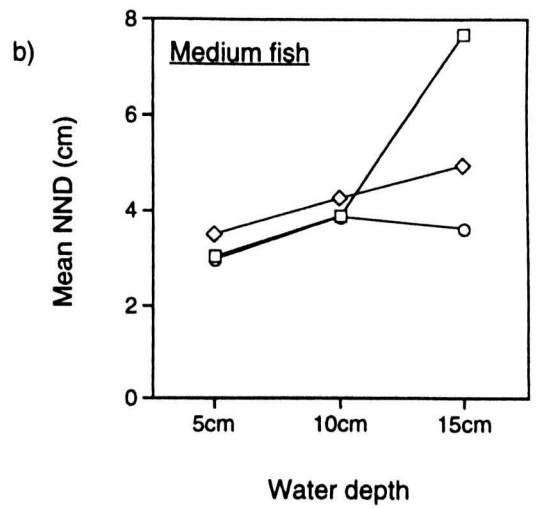 b)
Medium fish
Mean NND (cm)
8
6
4
2
0
5cm
10cm
15cm
Water depth